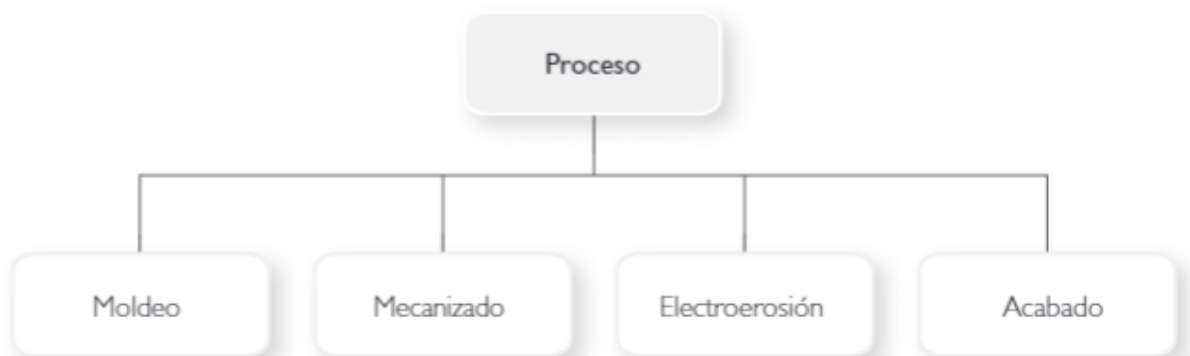 Proceso
Moldeo
Mecanizado
Electroerosión
Acabado